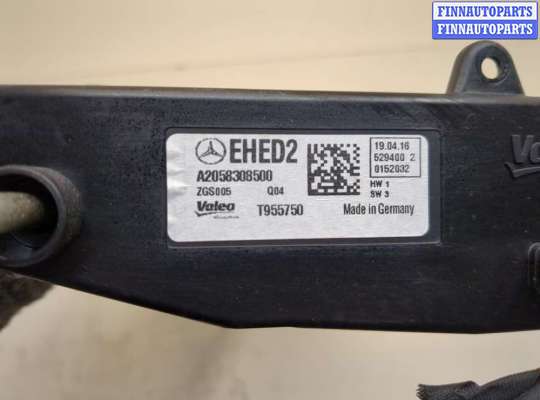 FINNAUTOPARTS
FINNAUTOPARTS
EHED2
A2058308500
ZGS005 Q04
Valeo T955750
19.04.16
529400 2
0152032
HW 1
SW 3
Made in Germany
Valeo